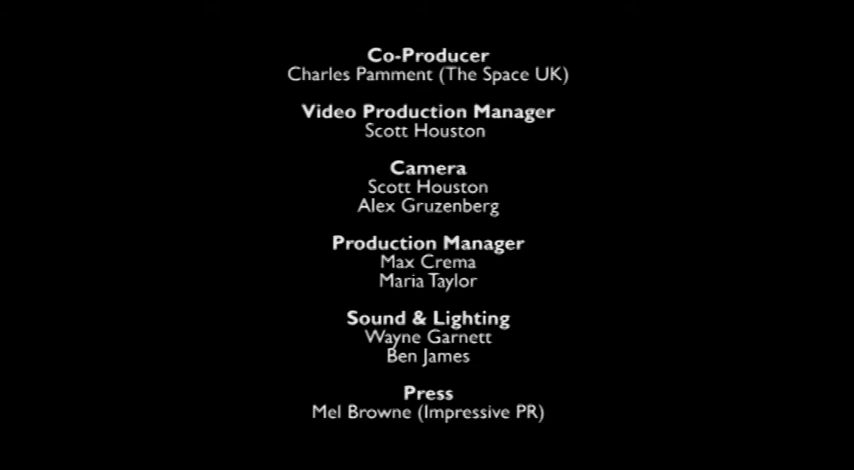 Co-Producer
Charles Pamment (The Space UK)
Video Production Manager
Scott Houston
Camera
Scott Houston
Alex Gruzenberg
Production Manager
Max Crema
Maria Taylor
Sound & Lighting
Wayne Garnett
Ben James
Press
Mel Browne (Impressive PR)